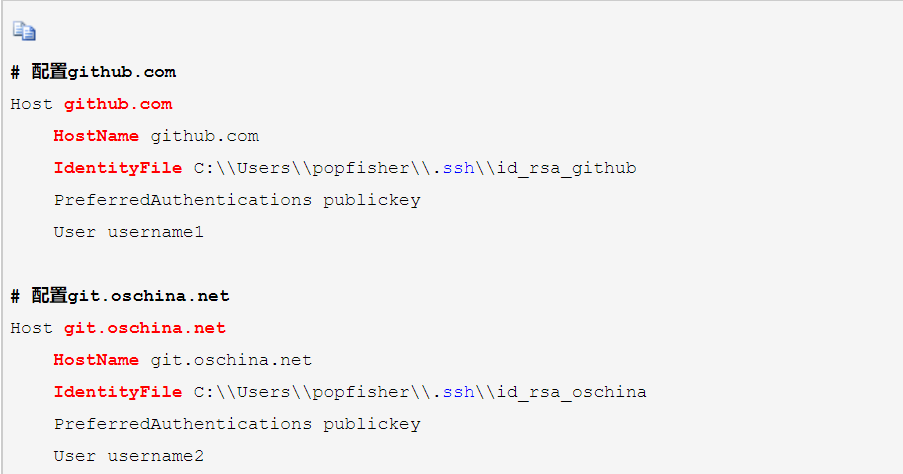 # 配置github.com
Host github.com
HostName github.com
IdentityFile C:\\Users\\popfisher\\.ssh\\id_rsa_github
PreferredAuthentications publickey
User username1
# 配置git.oschina.net
Host git.oschina.net
HostName git.oschina.net
IdentityFile C:\\Users\\popfisher\\.ssh\\id_rsa_oschina
PreferredAuthentications publickey
User username2